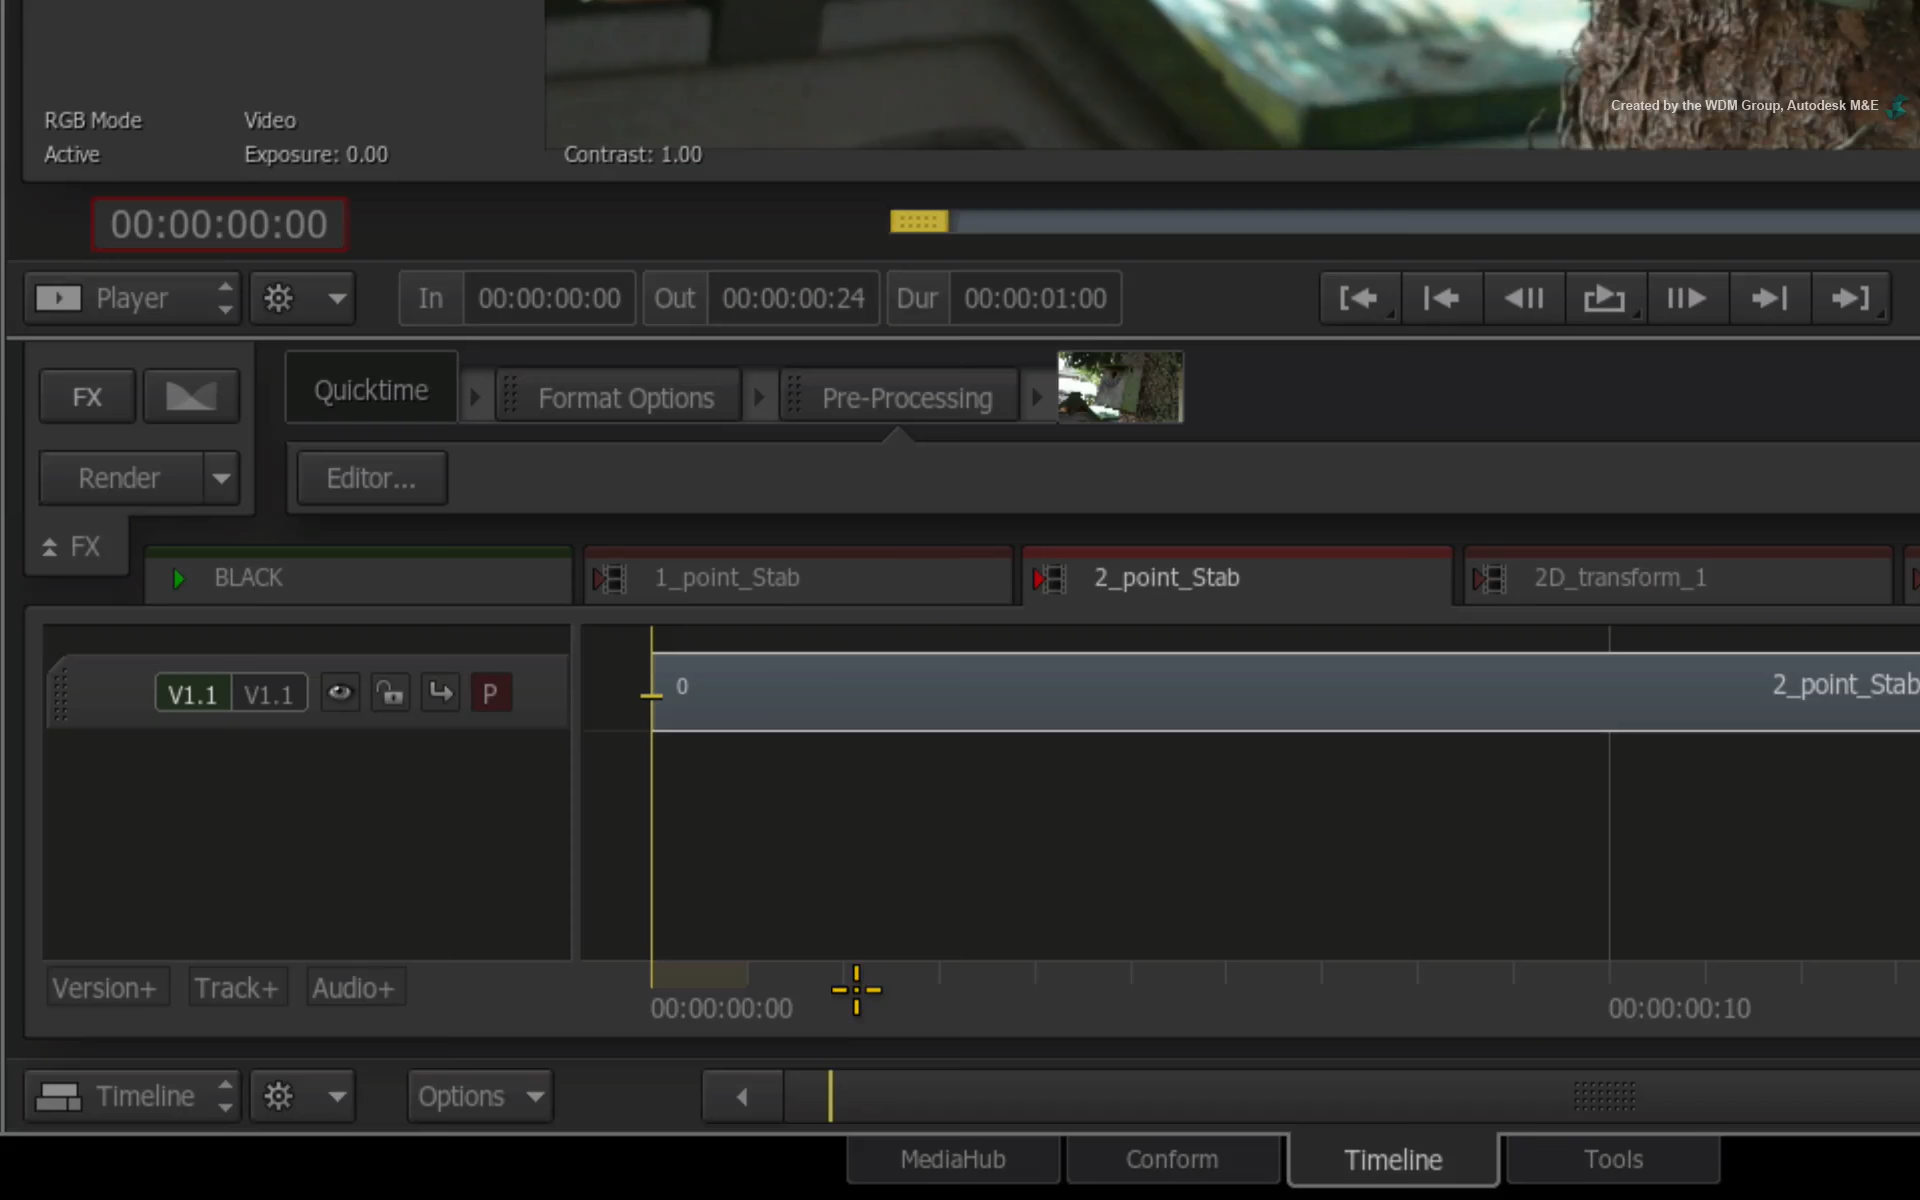 Created by the WDM Group, Autodesk M&E
RGB Mode Video
Active Exposure: 0.00 Contrast: 1.00
00:00:00:00
Player In 00:00:00:00 Out 00:00:00:24 Dur 00:00:01:00
FX Quicktime Format Options Pre-Processing
Render Editor...
FX
BLACK 1_point_Stab 2_point_Stab 2D_transform_1
V1.1 V1.1 P 0 2_point_Stab
Version+ Track+ Audio+
00:00:00:00 00:00:00:10
Timeline Options
MediaHub Conform Timeline Tools